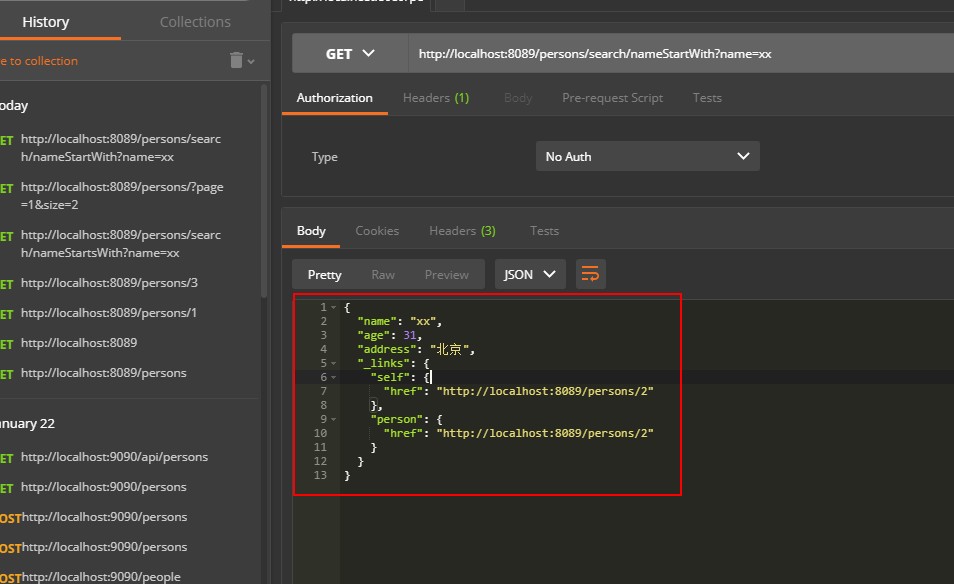 History
Collections
e to collection
oday
ET http://localhost:8089/persons/searc
h/nameStartWith?name=xx
ET http://localhost:8089/persons/?page
=1&size=2
ET http://localhost:8089/persons/searc
h/nameStartsWith?name=xx
ET http://localhost:8089/persons/3
ET http://localhost:8089/persons/1
ET http://localhost:8089
ET http://localhost:8089/persons
nuary 22
ET http://localhost:9090/api/persons
ET http://localhost:9090/persons
OST http://localhost:9090/persons
OST http://localhost:9090/persons
OST http://localhost:9090/people
GET http://localhost:8089/persons/search/nameStartWith?name=xx
Authorization Headers (1) Body Pre-request Script Tests
Type No Auth
Body Cookies Headers (3) Tests
Pretty Raw Preview JSON
1 {
2 "name": "xx",
3 "age": 31,
4 "address": "北京",
5 "_links": {
6 "self": {
7 "href": "http://localhost:8089/persons/2"
8 },
9 "person": {
10 "href": "http://localhost:8089/persons/2"
11 }
12 }
13 }